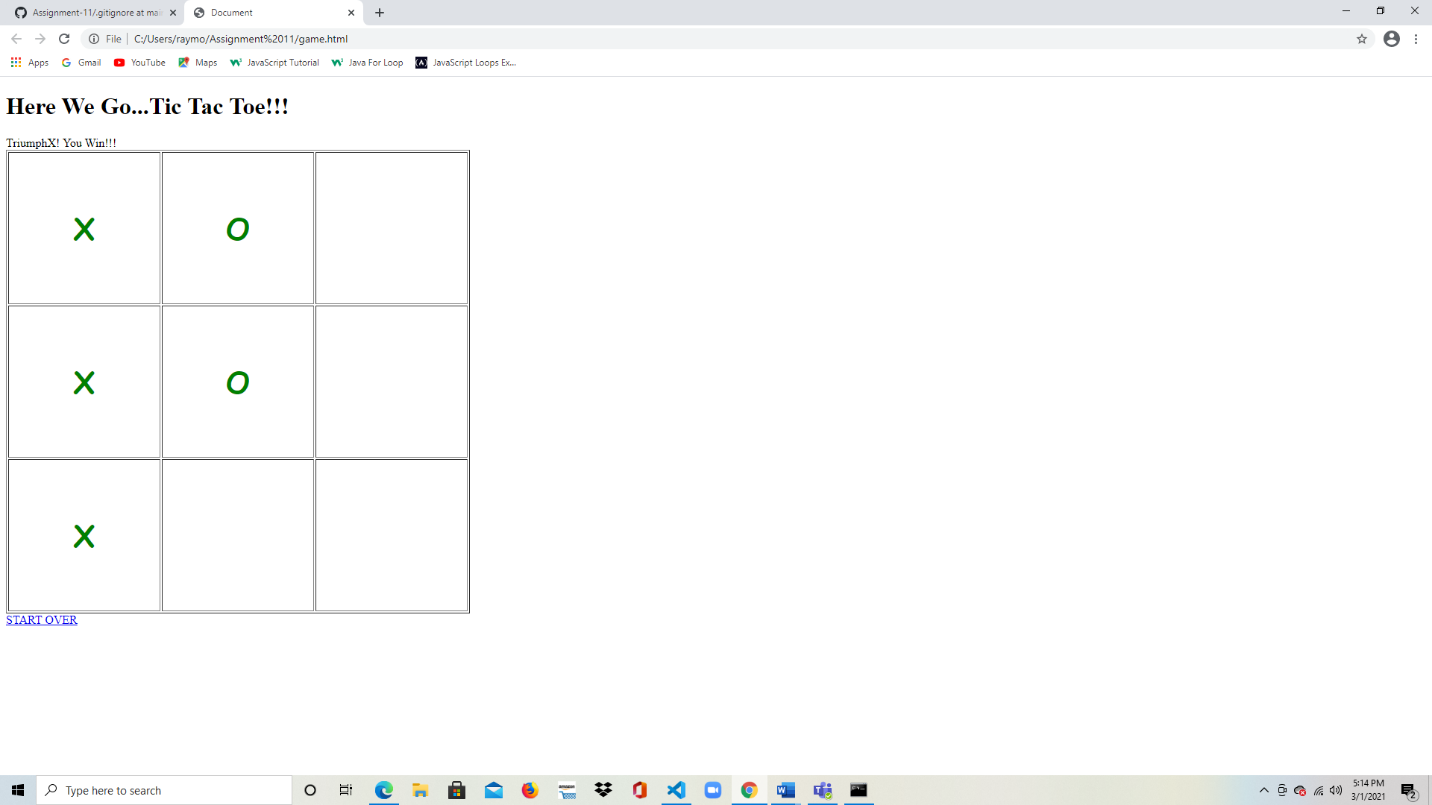 Assignment-11/.gitignore at mai
Document
File
C:/Users/raymo/Assignment%2011/game.html
Apps
Gmail
YouTube
Maps
JavaScript Tutorial
Java For Loop
JavaScript Loops Ex...
Here We Go...Tic Tac Toe!!!
TriumphX! You Win!!!
X O
X O
X
START OVER
Type here to search
5:14 PM
3/1/2021
2